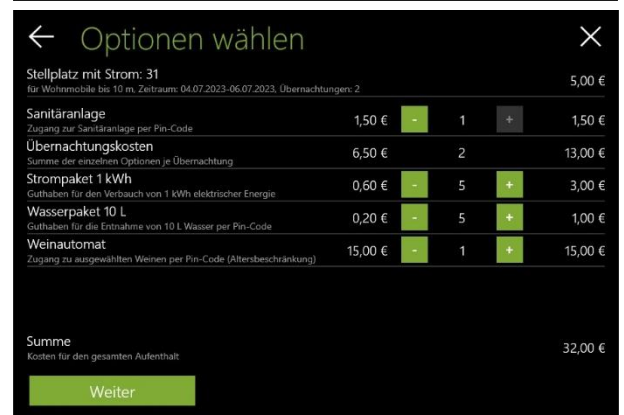 ← Optionen wählen ×
Stellplatz mit Strom: 31
für Wohnmobile bis 10 m, Zeitraum: 04.07.2023-06.07.2023, Übernachtungen: 2
5,00 €
Sanitäranlage
Zugang zur Sanitäranlage per Pin-Code
1,50 € - 1 + 1,50 €
Übernachtungskosten
Summe der einzelnen Optionen je Übernachtung
6,50 € 2 13,00 €
Strompaket 1 kWh
Guthaben für den Verbauch von 1 kWh elektrischer Energie
0,60 € - 5 + 3,00 €
Wasserpaket 10 L
Guthaben für die Entnahme von 10 L Wasser per Pin-Code
0,20 € - 5 + 1,00 €
Weinautomat
Zugang zu ausgewählten Weinen per Pin-Code (Altersbeschränkung)
15,00 € - 1 + 15,00 €
Summe
Kosten für den gesamten Aufenthalt
32,00 €
Weiter